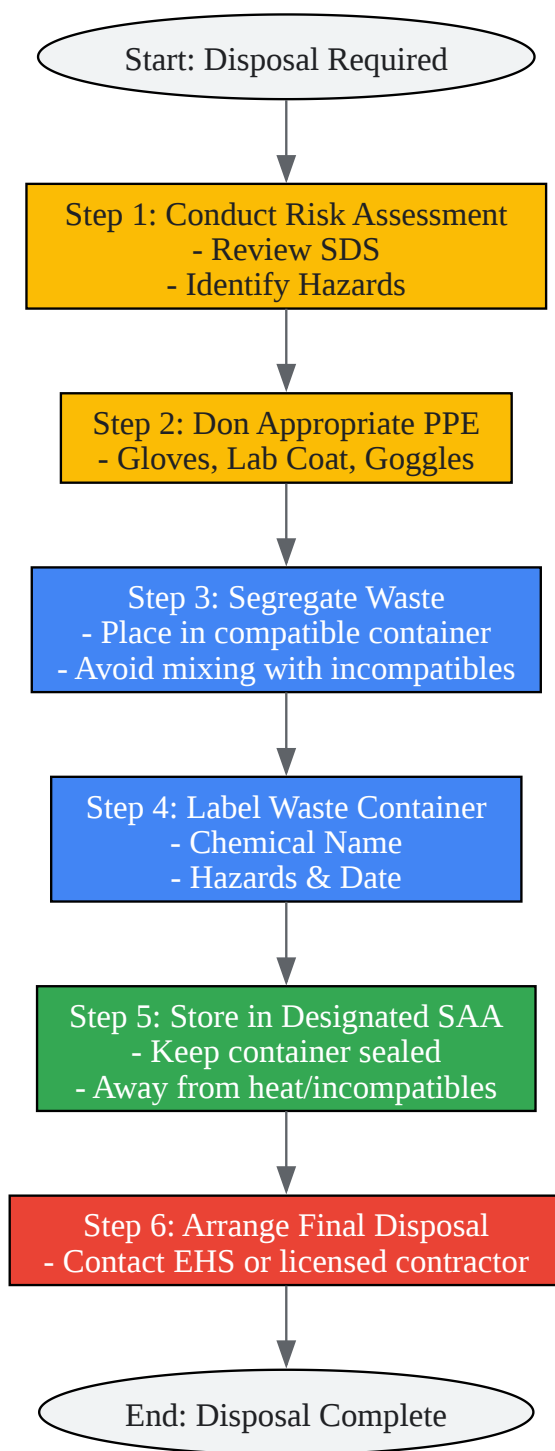 Start: Disposal Required
Step 1: Conduct Risk Assessment
- Review SDS
- Identify Hazards
Step 2: Don Appropriate PPE
- Gloves, Lab Coat, Goggles
Step 3: Segregate Waste
- Place in compatible container
- Avoid mixing with incompatibles
Step 4: Label Waste Container
- Chemical Name
- Hazards & Date
Step 5: Store in Designated SAA
- Keep container sealed
- Away from heat/incompatibles
Step 6: Arrange Final Disposal
- Contact EHS or licensed contractor
End: Disposal Complete